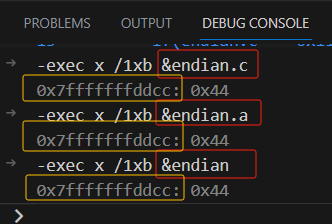 PROBLEMS OUTPUT DEBUG CONSOLE
-exec x /1xb &endian.c
0x7fffffffddcc: 0x44
-exec x /1xb &endian.a
0x7fffffffddcc: 0x44
-exec x /1xb &endian
0x7fffffffddcc: 0x44